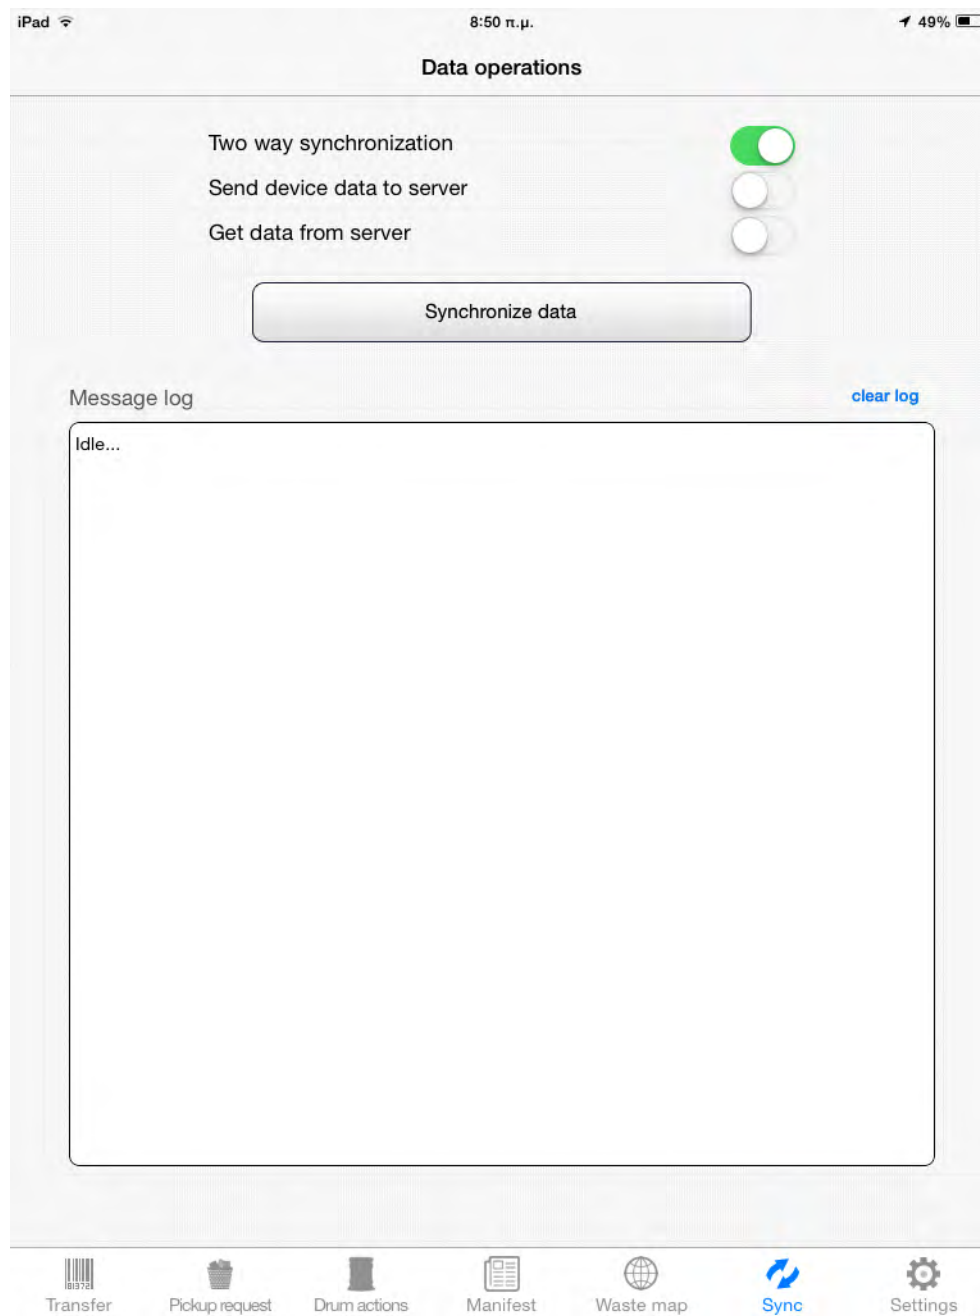 iPad 8:50 π.μ. 49%
Data operations
Two way synchronization
Send device data to server
Get data from server
Synchronize data
Message log clear log
Idle...
81372
Transfer Pickup request Drum actions Manifest Waste map Sync Settings